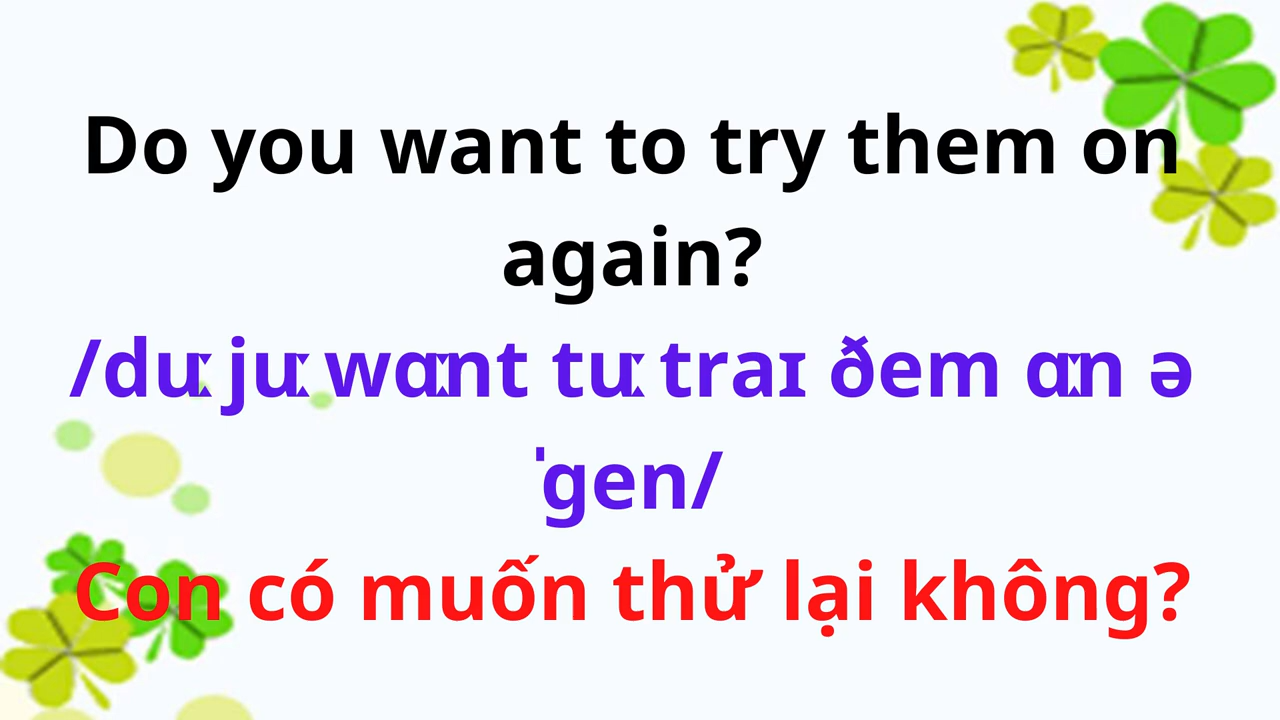 Do you want to try them on
again?
/duː juː wɑːnt tuː traɪ ðem ɑːn ə
ˈɡen/
Con có muốn thử lại không?